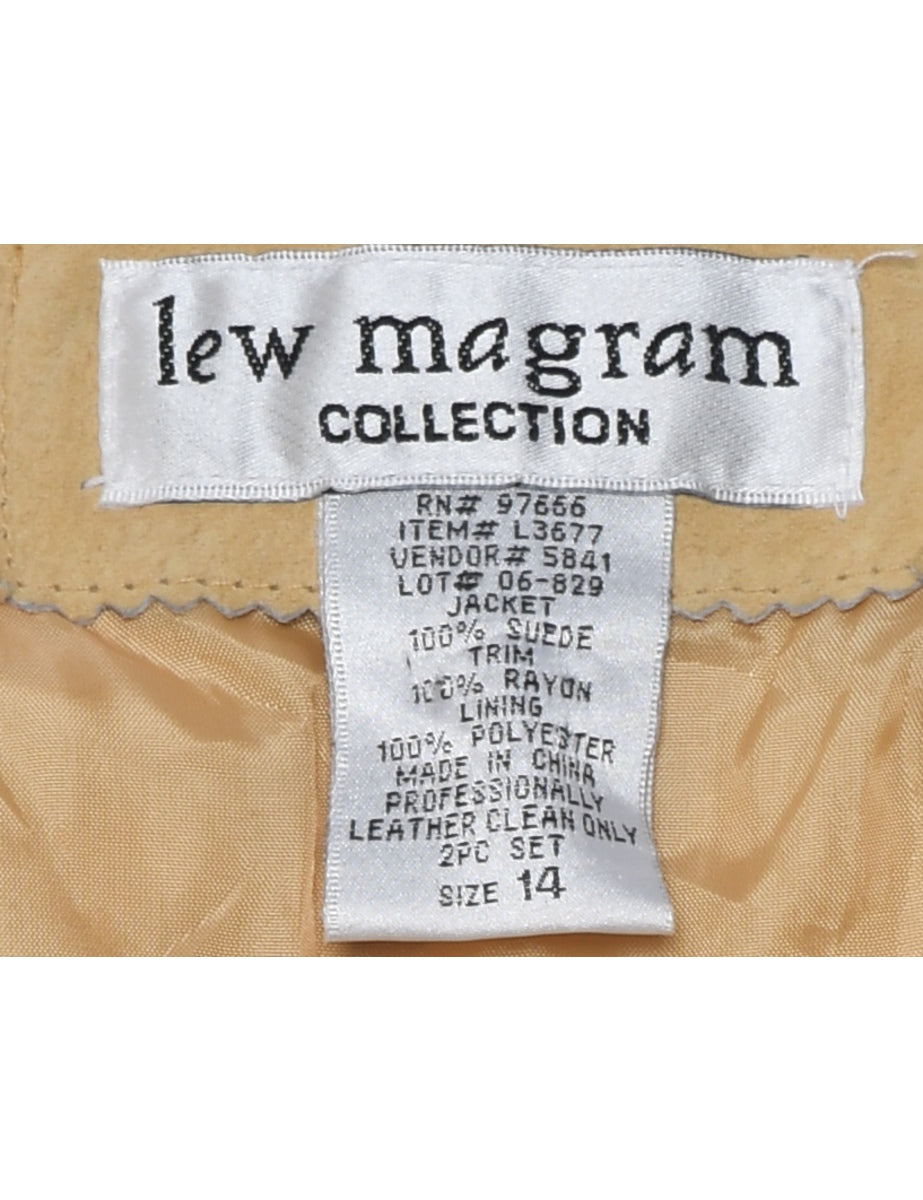 lew magram
COLLECTION
RN# 97666
ITEM# L3677
VENDOR# 5841
LOT# 06-829
JACKET
100% SUEDE
TRIM
100% RAYON
LINING
100% POLYESTER
MADE IN CHINA
PROFESSIONALLY
LEATHER CLEAN ONLY
2PC SET
SIZE 14